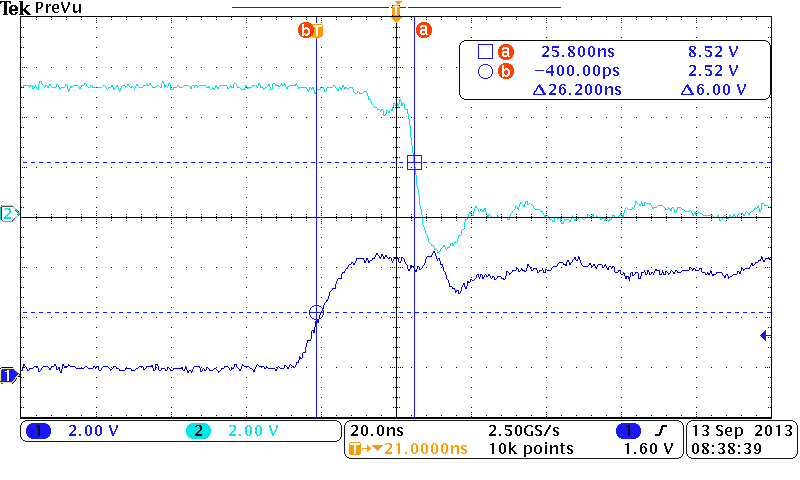 Tek PreVu
T
b T a
a 25.800ns 8.52 V
b −400.00ps 2.52 V
Δ26.200ns Δ6.00 V
2
1
1 2.00 V 2 2.00 V 20.0ns 2.50GS/s 1 13 Sep 2013
T→▼21.0000ns 10k points 1.60 V 08:38:39